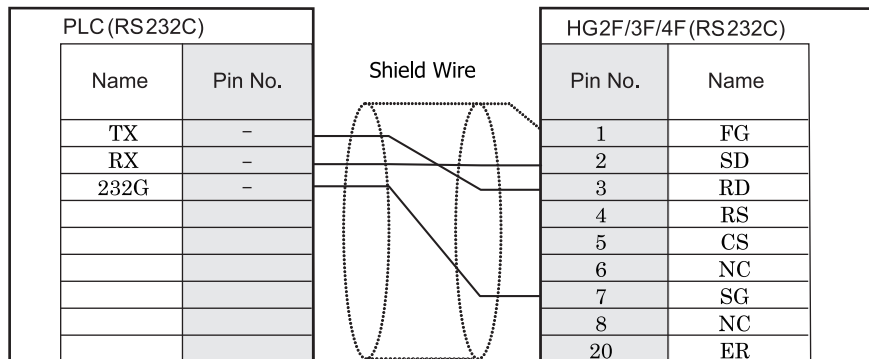 PLC(RS232C)
HG2F/3F/4F(RS232C)
Name Pin No. Shield Wire Pin No. Name
TX – 1 FG
RX – 2 SD
232G – 3 RD
4 RS
5 CS
6 NC
7 SG
8 NC
20 ER